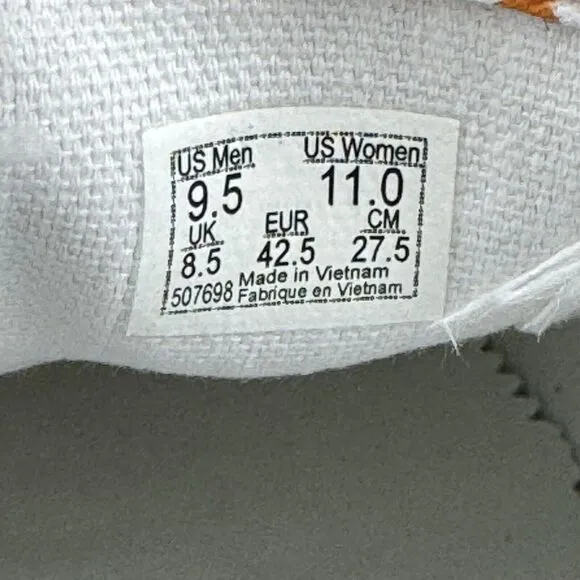 US Men US Women
9.5 11.0
UK EUR CM
8.5 42.5 27.5
Made in Vietnam
507698 Fabrique en Vietnam